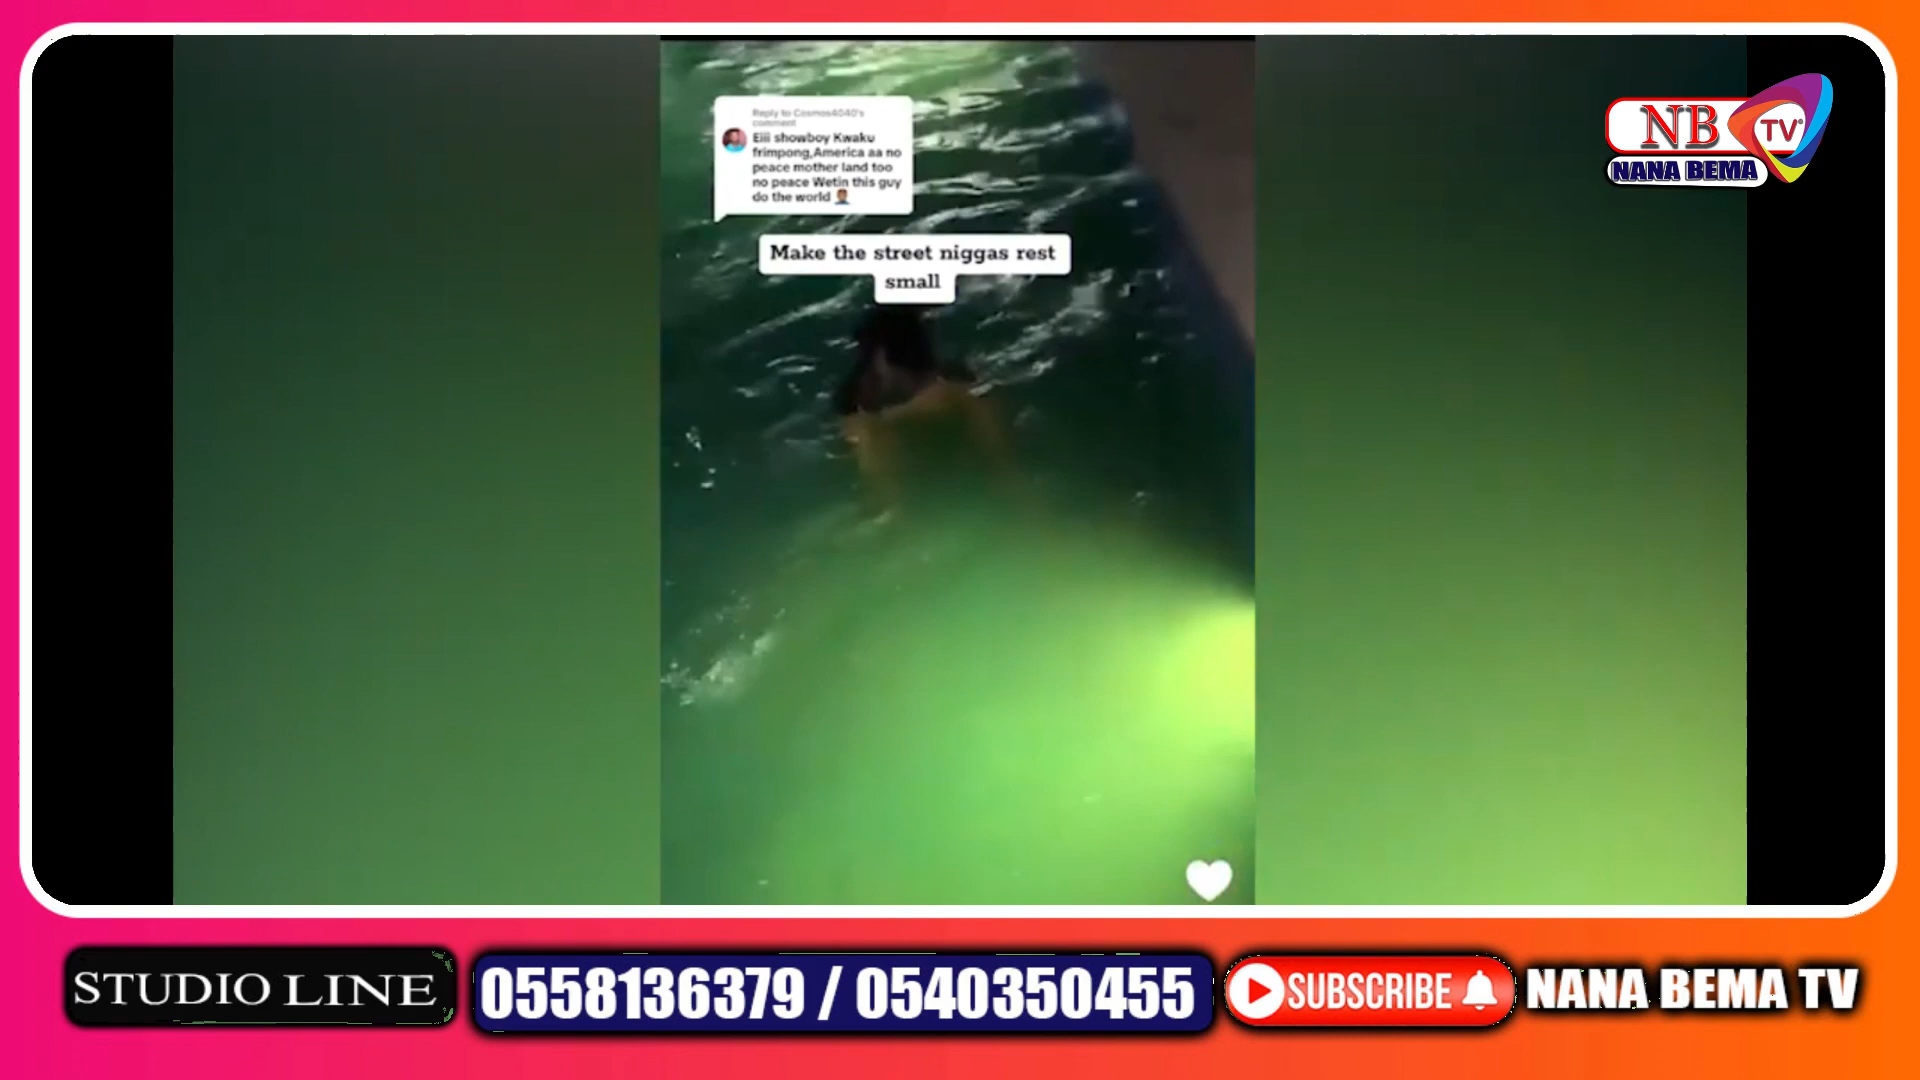 Reply to Cosmos4040's
comment
Eiii showboy Kwaku
frimpong,America aa no
peace mother land too
no peace Wetin this guy
do the world
Make the street niggas rest
small
NB TV
NANA BEMA
STUDIO LINE
0558136379 / 0540350455
SUBSCRIBE
NANA BEMA TV